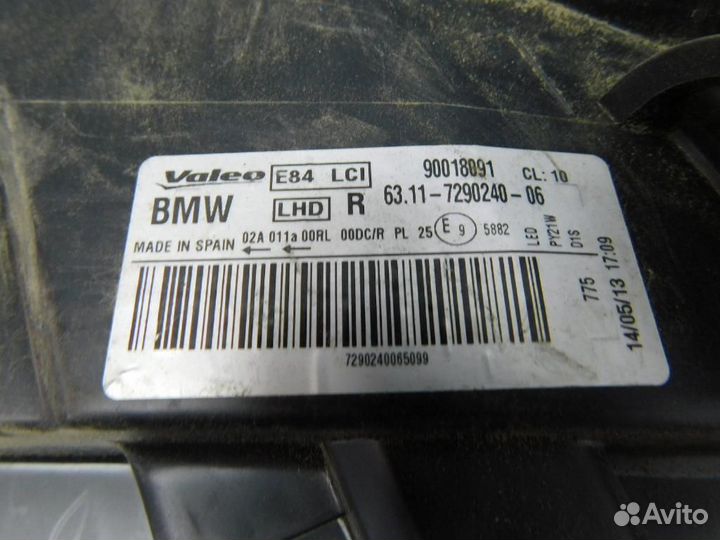 Valeo E84 LCI 90018091 CL: 10
BMW LHD R 63.11-7290240-06
MADE IN SPAIN 02A 011a 00RL 00DC/R PL 25 E 9 5882
LED
PY21W
D1S
775
14/05/13 17:09
7290240065099
Avito